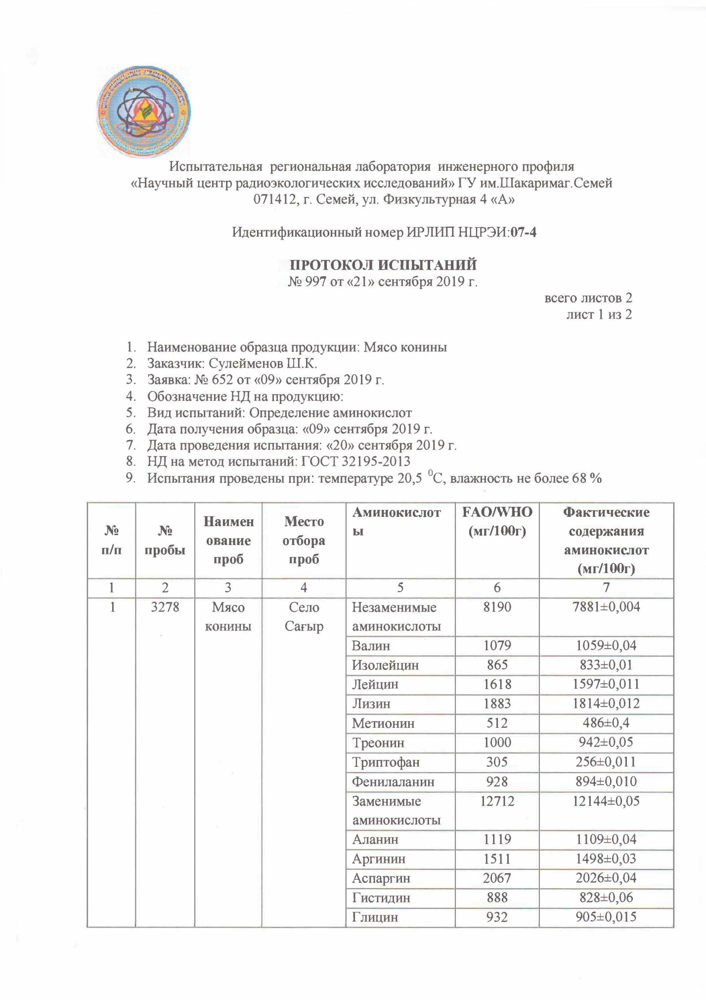 Испытательная региональная лаборатория инженерного профиля
«Научный центр радиоэкологических исследований» ГУ им.Шакаримаг.Семей
071412, г. Семей, ул. Физкультурная 4 «А»
Идентификационный номер ИРЛИП НЦРЭИ:07-4
ПРОТОКОЛ ИСПЫТАНИЙ
№ 997 от «21» сентября 2019 г.
всего листов 2
лист 1 из 2
1. Наименование образца продукции: Мясо конины
2. Заказчик: Сулейменов Ш.К.
3. Заявка: № 652 от «09» сентября 2019 г.
4. Обозначение НД на продукцию:
5. Вид испытаний: Определение аминокислот
6. Дата получения образца: «09» сентября 2019 г.
7. Дата проведения испытания: «20» сентября 2019 г.
8. НД на метод испытаний: ГОСТ 32195-2013
9. Испытания проведены при: температуре 20,5 ⁰С, влажность не более 68 %
№ п/п
№ пробы
Наимен
ование
проб
Место
отбора
проб
Аминокислот
ы
FAO/WHO
(мг/100г)
Фактические
содержания
аминокислот
(мг/100г)
1 2 3 4 5 6 7
1 3278 Мясо Село Незаменимые 8190 7881±0,004
конины Сағыр аминокислоты
Валин 1079 1059±0,04
Изолейцин 865 833±0,01
Лейцин 1618 1597±0,011
Лизин 1883 1814±0,012
Метионин 512 486±0,4
Треонин 1000 942±0,05
Триптофан 305 256±0,011
Фенилаланин 928 894±0,010
Заменимые 12712 12144±0,05
аминокислоты
Аланин 1119 1109±0,04
Аргинин 1511 1498±0,03
Аспаргин 2067 2026±0,04
Гистидин 888 828±0,06
Глицин 932 905±0,015